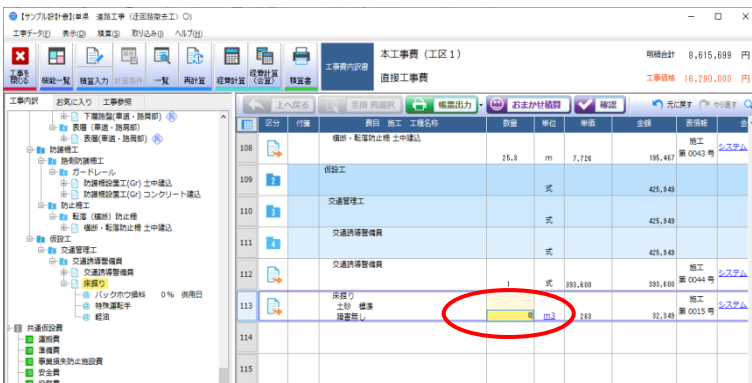 【サンプル設計書】(単県 道路工事（迂回路撤去工）〇)
工事データ(F) 表示(D) 積算(S) 取り込み(I) ヘルプ(H)
工事を閉じる 機能一覧 積算入力 計算条件 一覧 再計算 経費計算 経費計算(合算) 積算書
工事費内訳書
本工事費（工区１）
直接工事費
明細合計 8,615,699 円
工事価格 16,290,000 円
工事内訳 お気に入り 工事参照
上へ戻る 多掛 再選択 帳票出力 おまかせ積算 確認 元に戻す やり直す
下層路盤(車道・路肩部)
表層（車道・路肩部）
表層(車道・路肩部)
防護柵工
路側防護柵工
ガードレール
防護柵設置工(Gr) 土中建込
防護柵設置工(Gr) コンクリート建込
防止柵工
転落（横断）防止柵
横断・転落防止柵 土中建込
仮設工
交通管理工
交通誘導警備員
交通誘導警備員
床掘り
バックホウ損料 0% 供用日
特殊運転手
軽油
共通仮設費
運搬費
準備費
事業損失防止施設費
安全費
区分 付箋 費目 施工 工種名称 数量 単位 単価 金額 表情報
108 横断・転落防止柵 土中建込 25.3 m 7,726 195,467 施工 第 0043 号 システム
109 仮設工 式 425,949
110 交通管理工 式 425,949
111 交通誘導警備員 式 425,949
112 交通誘導警備員 1 式 393,600 393,600 施工 第 0044 号 システム
113 床掘り 土砂 標準 障害無し 0 m3 263 32,349 施工 第 0015 号 システム
114
115